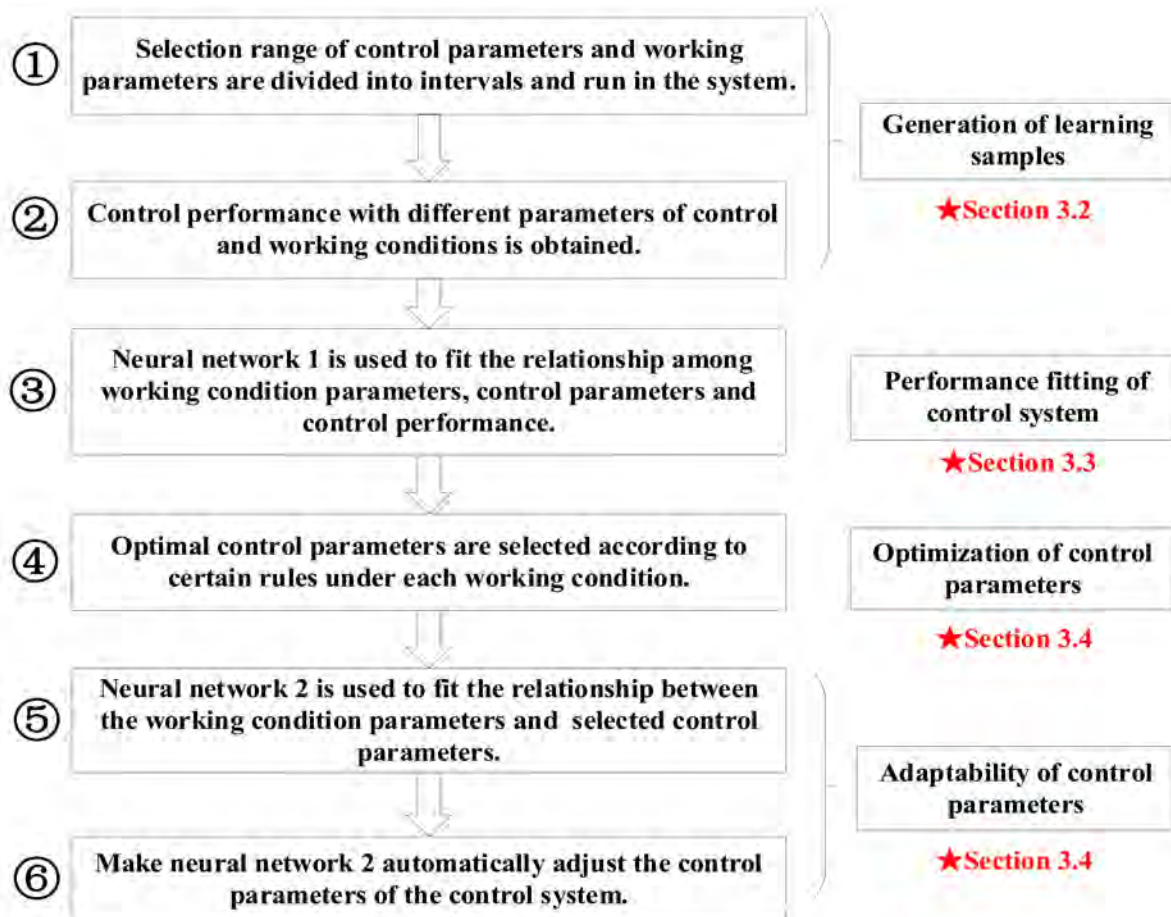 ①
Selection range of control parameters and working
parameters are divided into intervals and run in the system.
②
Control performance with different parameters of control
and working conditions is obtained.
Generation of learning
samples
★Section 3.2
③
Neural network 1 is used to fit the relationship among
working condition parameters, control parameters and
control performance.
Performance fitting of
control system
★Section 3.3
④
Optimal control parameters are selected according to
certain rules under each working condition.
Optimization of control
parameters
★Section 3.4
⑤
Neural network 2 is used to fit the relationship between
the working condition parameters and selected control
parameters.
⑥
Make neural network 2 automatically adjust the control
parameters of the control system.
Adaptability of control
parameters
★Section 3.4